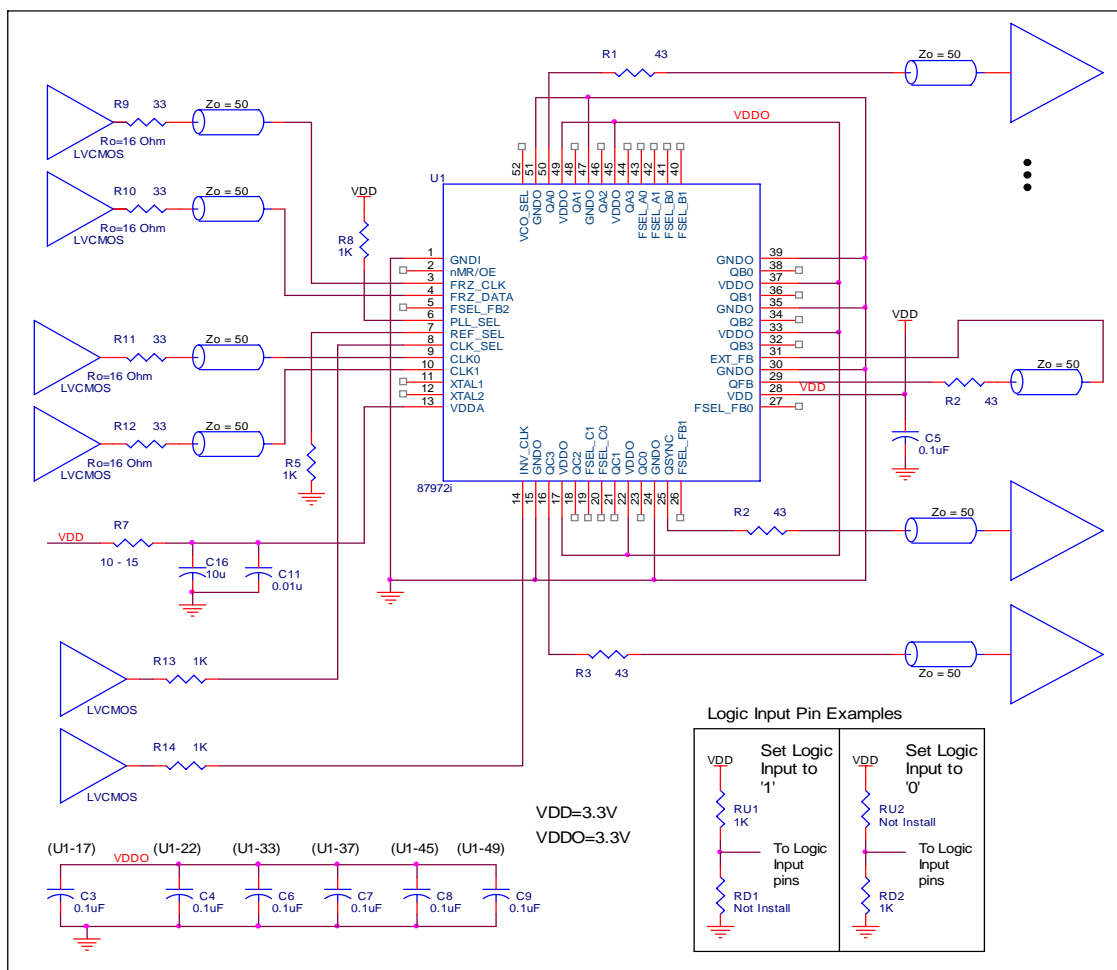 R1 43
Zo = 50
R9 33
Zo = 50
Ro=16 Ohm
LVCMOS
R10 33
Zo = 50
Ro=16 Ohm
LVCMOS
R11 33
Zo = 50
Ro=16 Ohm
LVCMOS
R12 33
Zo = 50
Ro=16 Ohm
LVCMOS
VDD
R8
1K
R5
1K
VDD
R7
10 - 15
C16
10u
C11
0.01u
R13 1K
LVCMOS
R14 1K
LVCMOS
VDDO
U1
52 VCO_SEL
51 GNDO
50 QA0
49 VDDO
48 QA1
47 GNDO
46 QA2
45 VDDO
44 QA3
43 FSEL_A0
42 FSEL_A1
41 FSEL_B0
40 FSEL_B1
1 GNDI
2 nMR/OE
3 FRZ_CLK
4 FRZ_DATA
5 FSEL_FB2
6 PLL_SEL
7 REF_SEL
8 CLK_SEL
9 CLK0
10 CLK1
11 XTAL1
12 XTAL2
13 VDDA
GNDO 39
QB0 38
VDDO 37
QB1 36
GNDO 35
QB2 34
VDDO 33
QB3 32
EXT_FB 31
GNDO 30
QFB 29
VDD 28
FSEL_FB0 27
14 INV_CLK
15 GNDO
16 QC3
17 VDDO
18 QC2
19 FSEL_C1
20 FSEL_C0
21 QC1
22 VDDO
23 QC0
24 GNDO
25 QSYNC
26 FSEL_FB1
87972i
VDD
VDD
C5
0.1uF
R2 43
Zo = 50
R2 43
Zo = 50
R3 43
Zo = 50
VDD=3.3V
VDDO=3.3V
(U1-17) (U1-22) (U1-33) (U1-37) (U1-45) (U1-49)
VDDO
C3
0.1uF
C4
0.1uF
C6
0.1uF
C7
0.1uF
C8
0.1uF
C9
0.1uF
Logic Input Pin Examples
VDD
Set Logic
Input to
'1'
RU1
1K
To Logic
Input
pins
RD1
Not Install
VDD
Set Logic
Input to
'0'
RU2
Not Install
To Logic
Input
pins
RD2
1K